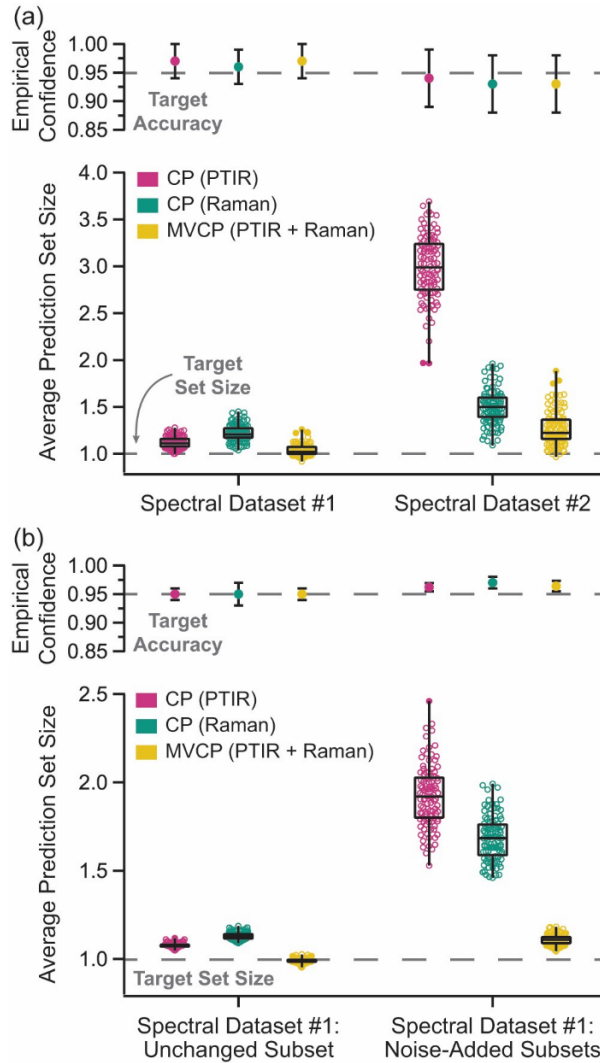 (a)
Empirical
Confidence
1.00
0.95
0.90
0.85
Target
Accuracy
Average Prediction Set Size
4.0
3.5
3.0
2.5
2.0
1.5
1.0
CP (PTIR)
CP (Raman)
MVCP (PTIR + Raman)
Target
Set Size
Spectral Dataset #1
Spectral Dataset #2
(b)
Empirical
Confidence
1.00
0.95
0.90
0.85
Target
Accuracy
Average Prediction Set Size
2.5
2.0
1.5
1.0
CP (PTIR)
CP (Raman)
MVCP (PTIR + Raman)
Target Set Size
Spectral Dataset #1:
Unchanged Subset
Spectral Dataset #1:
Noise-Added Subsets